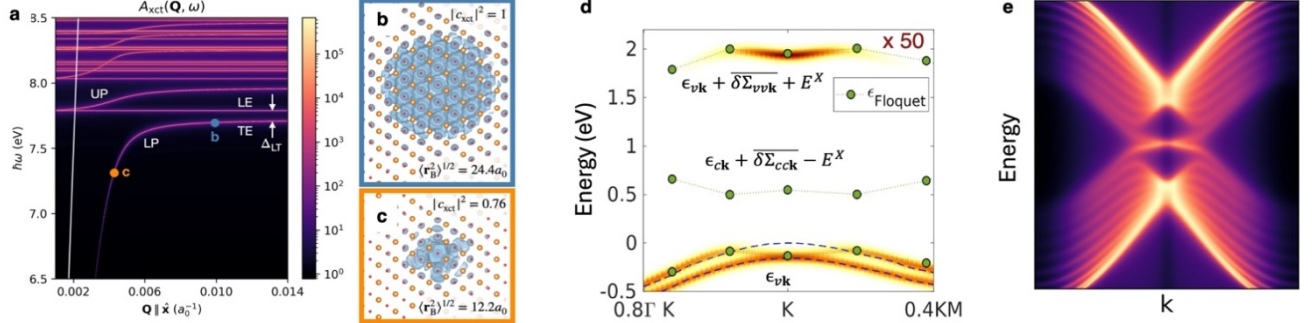 a
A_xct(Q, ω)
8.5
8.0
7.5
7.0
6.5
ħω (eV)
UP
LE
TE
LP
Δ_LT
b
c
0.002
0.006
0.010
0.014
Q ∥ x̂ (a₀⁻¹)
10⁵
10⁴
10³
10²
10¹
10⁰
b
|c_xct|² = 1
⟨r_B²⟩^1/2 = 24.4a₀
c
|c_xct|² = 0.76
⟨r_B²⟩^1/2 = 12.2a₀
d
x 50
2
1.5
1
0.5
0
-0.5
Energy (eV)
ϵ_vk + δΣ̅_vvk + E^X
ϵ_Floquet
ϵ_ck + δΣ̅_cck − E^X
ϵ_vk
0.8Γ K
K
0.4KM
e
Energy
k